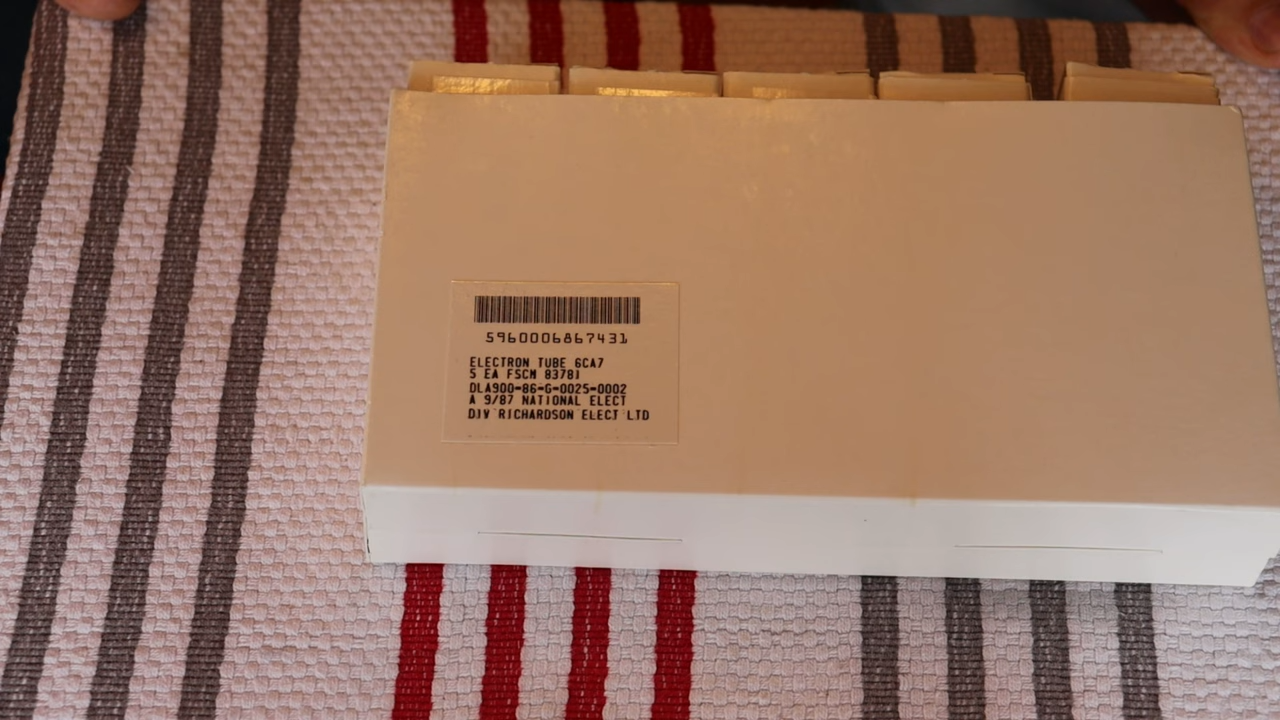 5960006867431
ELECTRON TUBE 6CA7
5 EA FSCM 83781
DLA900-86-G-0025-0002
A 9/87 NATIONAL ELECT
DIV RICHARDSON ELECT LTD